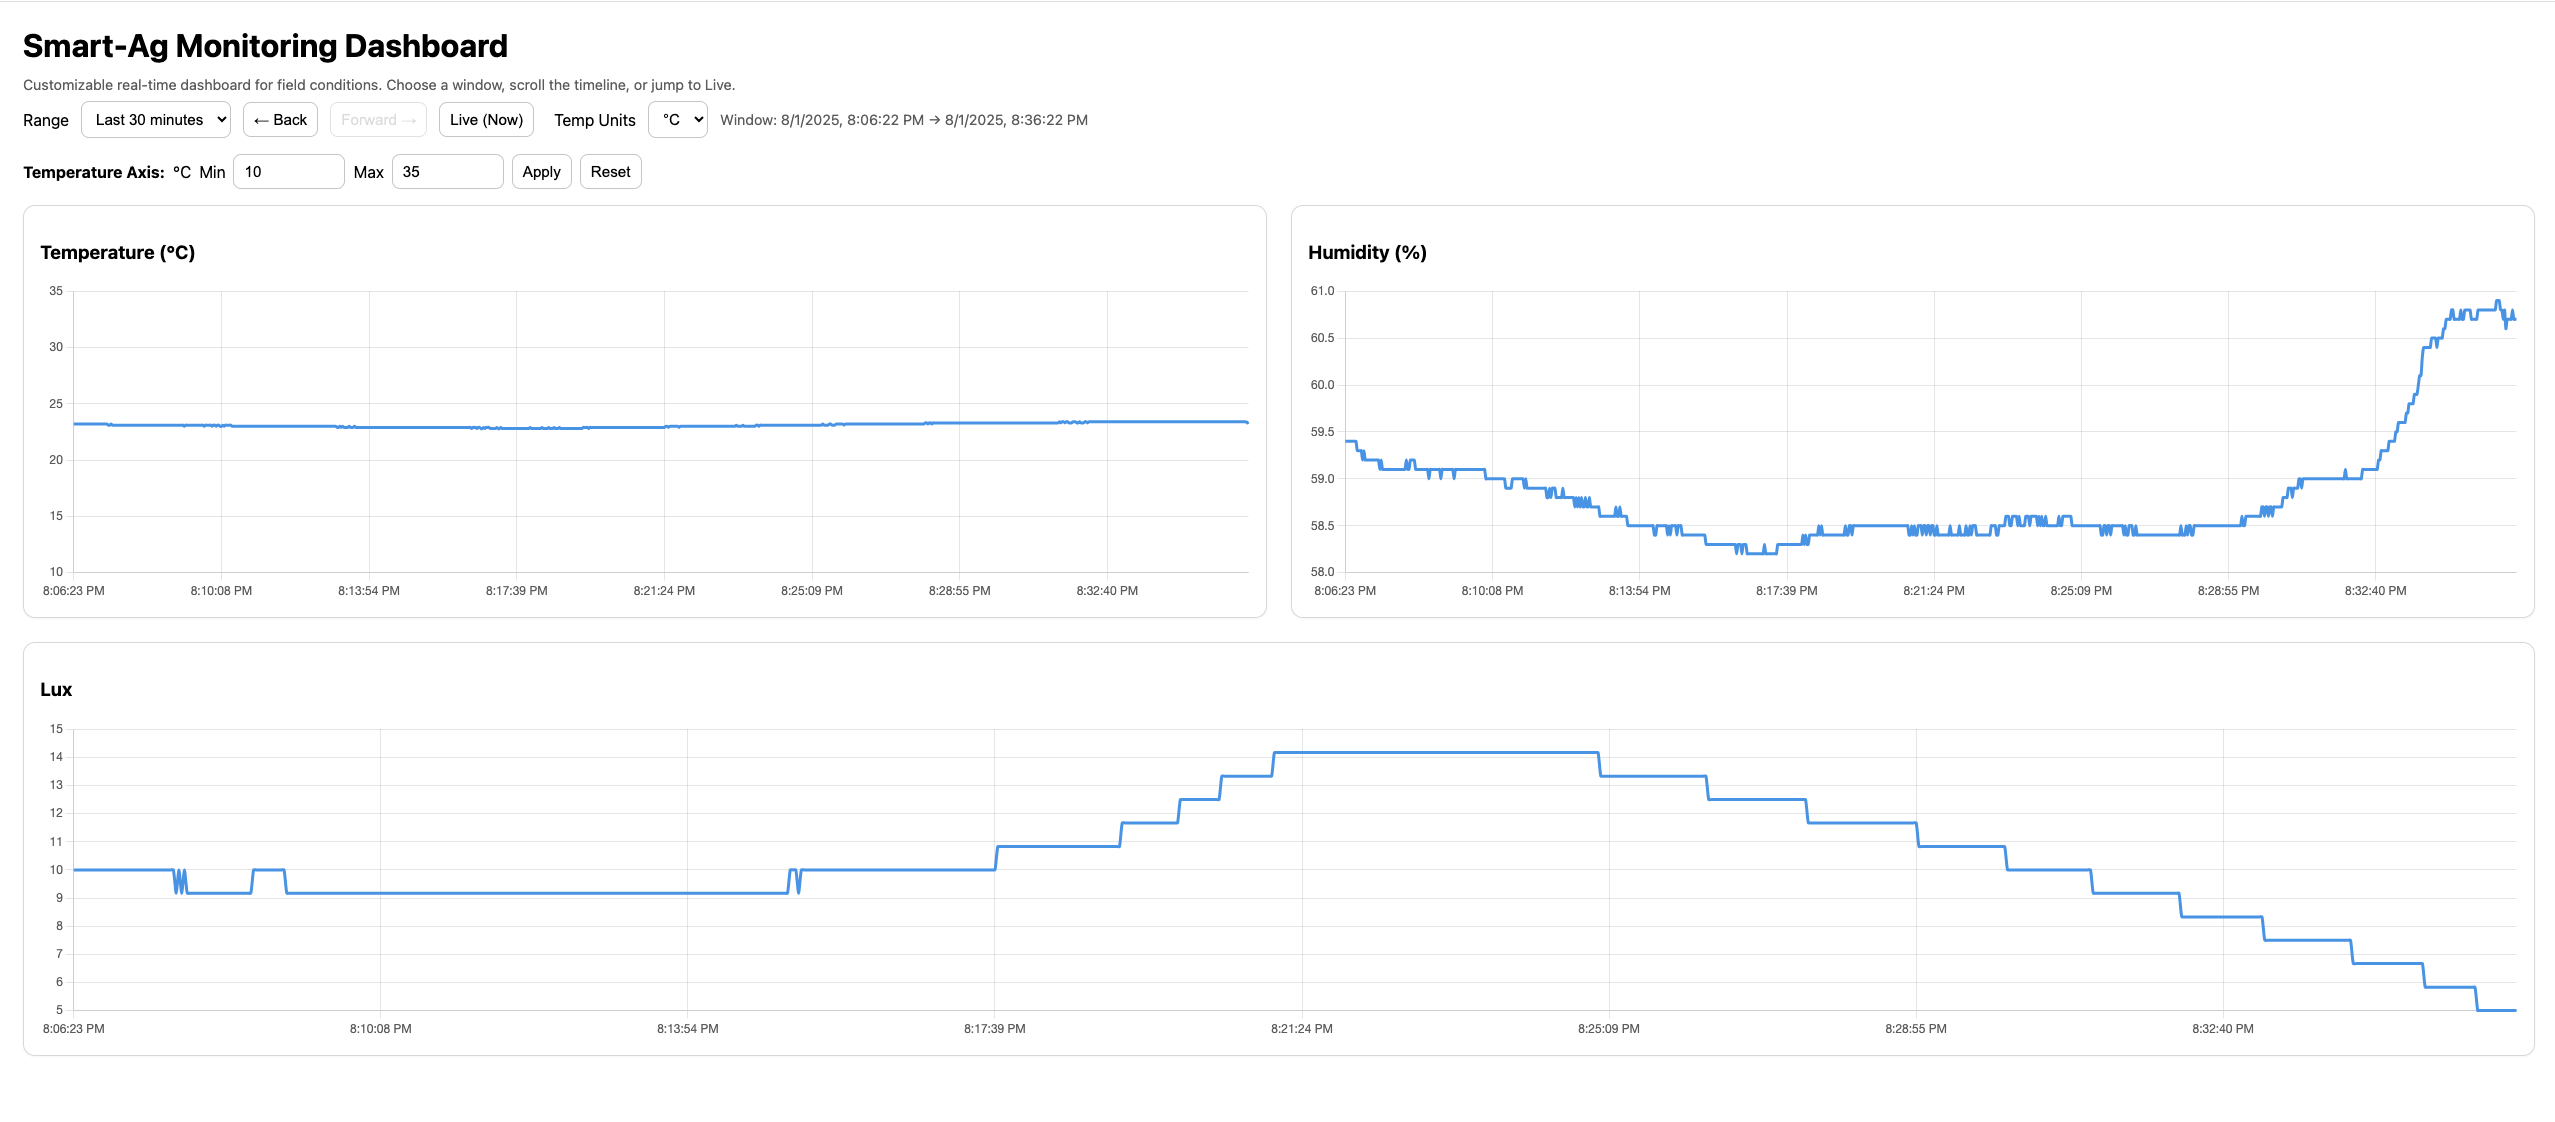 Smart-Ag Monitoring Dashboard
Customizable real-time dashboard for field conditions. Choose a window, scroll the timeline, or jump to Live.
Range Last 30 minutes ← Back Forward → Live (Now) Temp Units °C Window: 8/1/2025, 8:06:22 PM → 8/1/2025, 8:36:22 PM
Temperature Axis: °C Min 10 Max 35 Apply Reset
Temperature (°C)
35
30
25
20
15
10
8:06:23 PM 8:10:08 PM 8:13:54 PM 8:17:39 PM 8:21:24 PM 8:25:09 PM 8:28:55 PM 8:32:40 PM
Humidity (%)
61.0
60.5
60.0
59.5
59.0
58.5
58.0
8:06:23 PM 8:10:08 PM 8:13:54 PM 8:17:39 PM 8:21:24 PM 8:25:09 PM 8:28:55 PM 8:32:40 PM
Lux
15
14
13
12
11
10
9
8
7
6
5
8:06:23 PM 8:10:08 PM 8:13:54 PM 8:17:39 PM 8:21:24 PM 8:25:09 PM 8:28:55 PM 8:32:40 PM